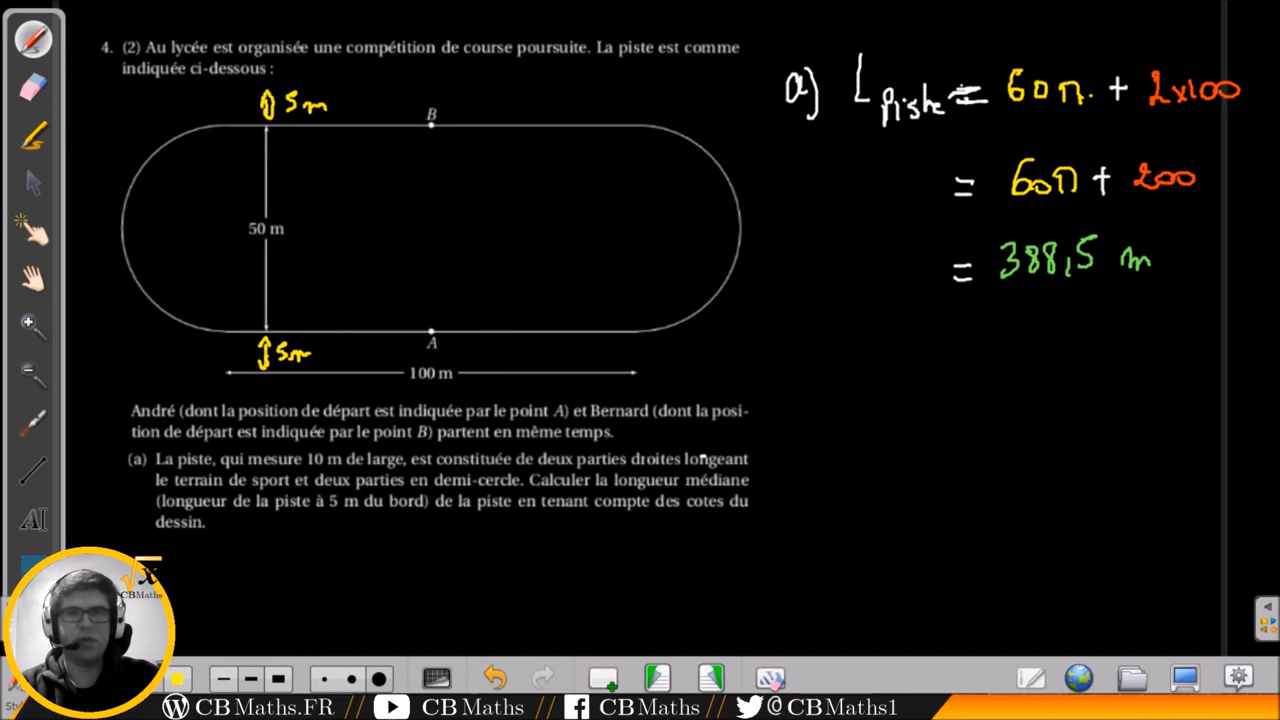 4. (2) Au lycée est organisée une compétition de course poursuite. La piste est comme
indiquée ci-dessous :
5 m
B
50 m
5m
A
100 m
André (dont la position de départ est indiquée par le point A) et Bernard (dont la posi-
tion de départ est indiquée par le point B) partent en même temps.
(a) La piste, qui mesure 10 m de large, est constituée de deux parties droites longeant
le terrain de sport et deux parties en demi-cercle. Calculer la longueur médiane
(longueur de la piste à 5 m du bord) de la piste en tenant compte des cotes du
dessin.
a) L piste = 60π + 2x100
= 60π + 200
= 388,5 m
AI
√x
CBMaths
CBMaths.FR // CBMaths // CBMaths // @CBMaths1